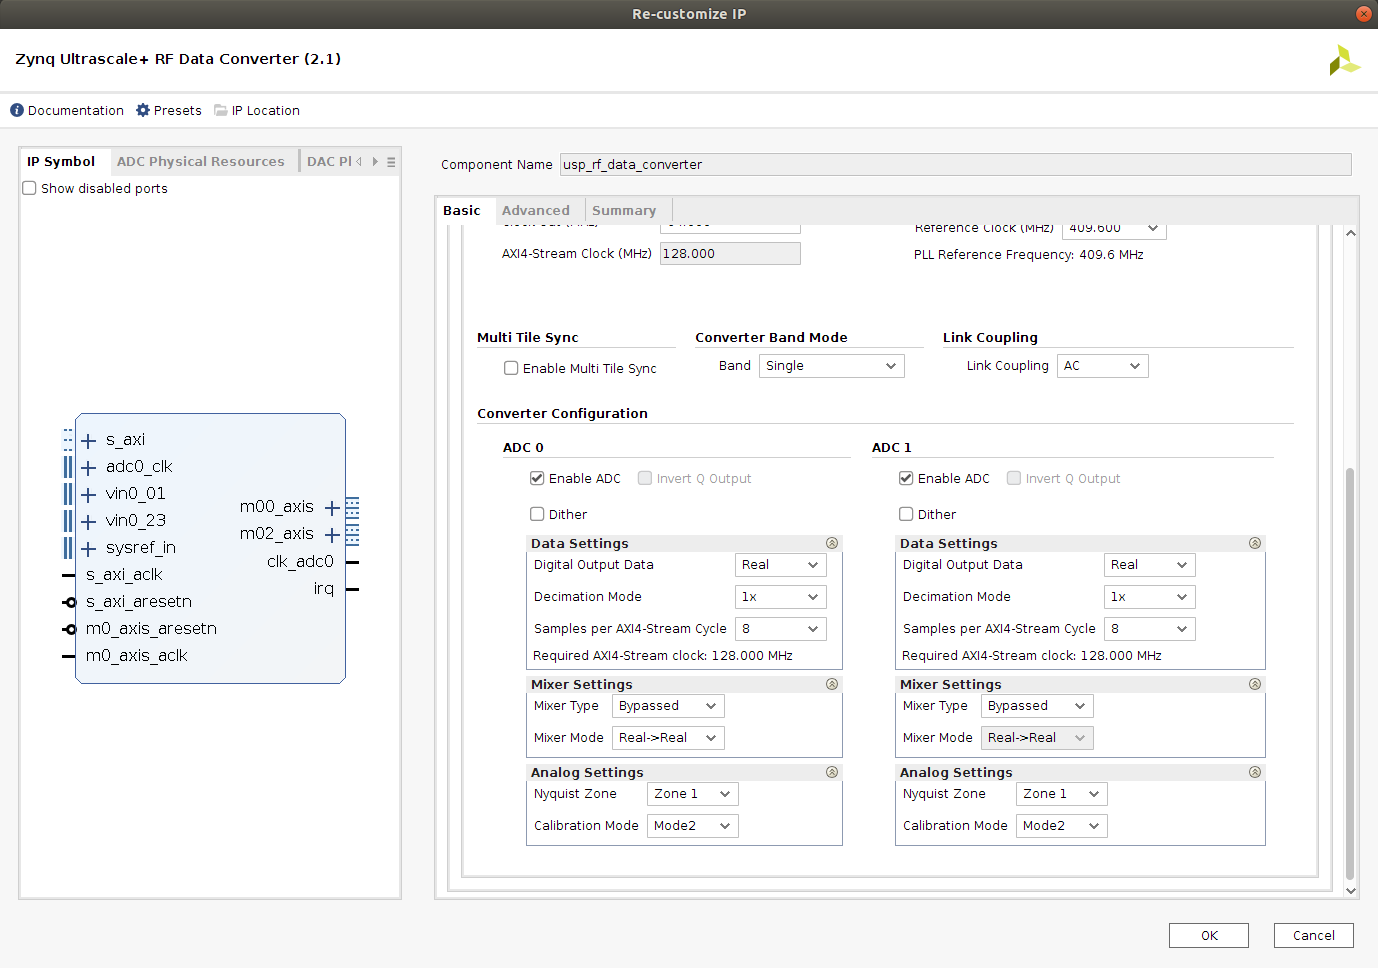 Re-customize IP
Zynq Ultrascale+ RF Data Converter (2.1)
Documentation Presets IP Location
IP Symbol ADC Physical Resources DAC Pl
Show disabled ports
s_axi
adc0_clk
vin0_01
vin0_23
sysref_in
s_axi_aclk
s_axi_aresetn
m0_axis_aresetn
m0_axis_aclk
m00_axis
m02_axis
clk_adc0
irq
Component Name usp_rf_data_converter
Basic Advanced Summary
Reference Clock (MHz) 409.600
AXI4-Stream Clock (MHz) 128.000
PLL Reference Frequency: 409.6 MHz
Multi Tile Sync
Enable Multi Tile Sync
Converter Band Mode
Band Single
Link Coupling
Link Coupling AC
Converter Configuration
ADC 0
Enable ADC Invert Q Output
Dither
Data Settings
Digital Output Data Real
Decimation Mode 1x
Samples per AXI4-Stream Cycle 8
Required AXI4-Stream clock: 128.000 MHz
Mixer Settings
Mixer Type Bypassed
Mixer Mode Real->Real
Analog Settings
Nyquist Zone Zone 1
Calibration Mode Mode2
ADC 1
Enable ADC Invert Q Output
Dither
Data Settings
Digital Output Data Real
Decimation Mode 1x
Samples per AXI4-Stream Cycle 8
Required AXI4-Stream clock: 128.000 MHz
Mixer Settings
Mixer Type Bypassed
Mixer Mode Real->Real
Analog Settings
Nyquist Zone Zone 1
Calibration Mode Mode2
OK Cancel